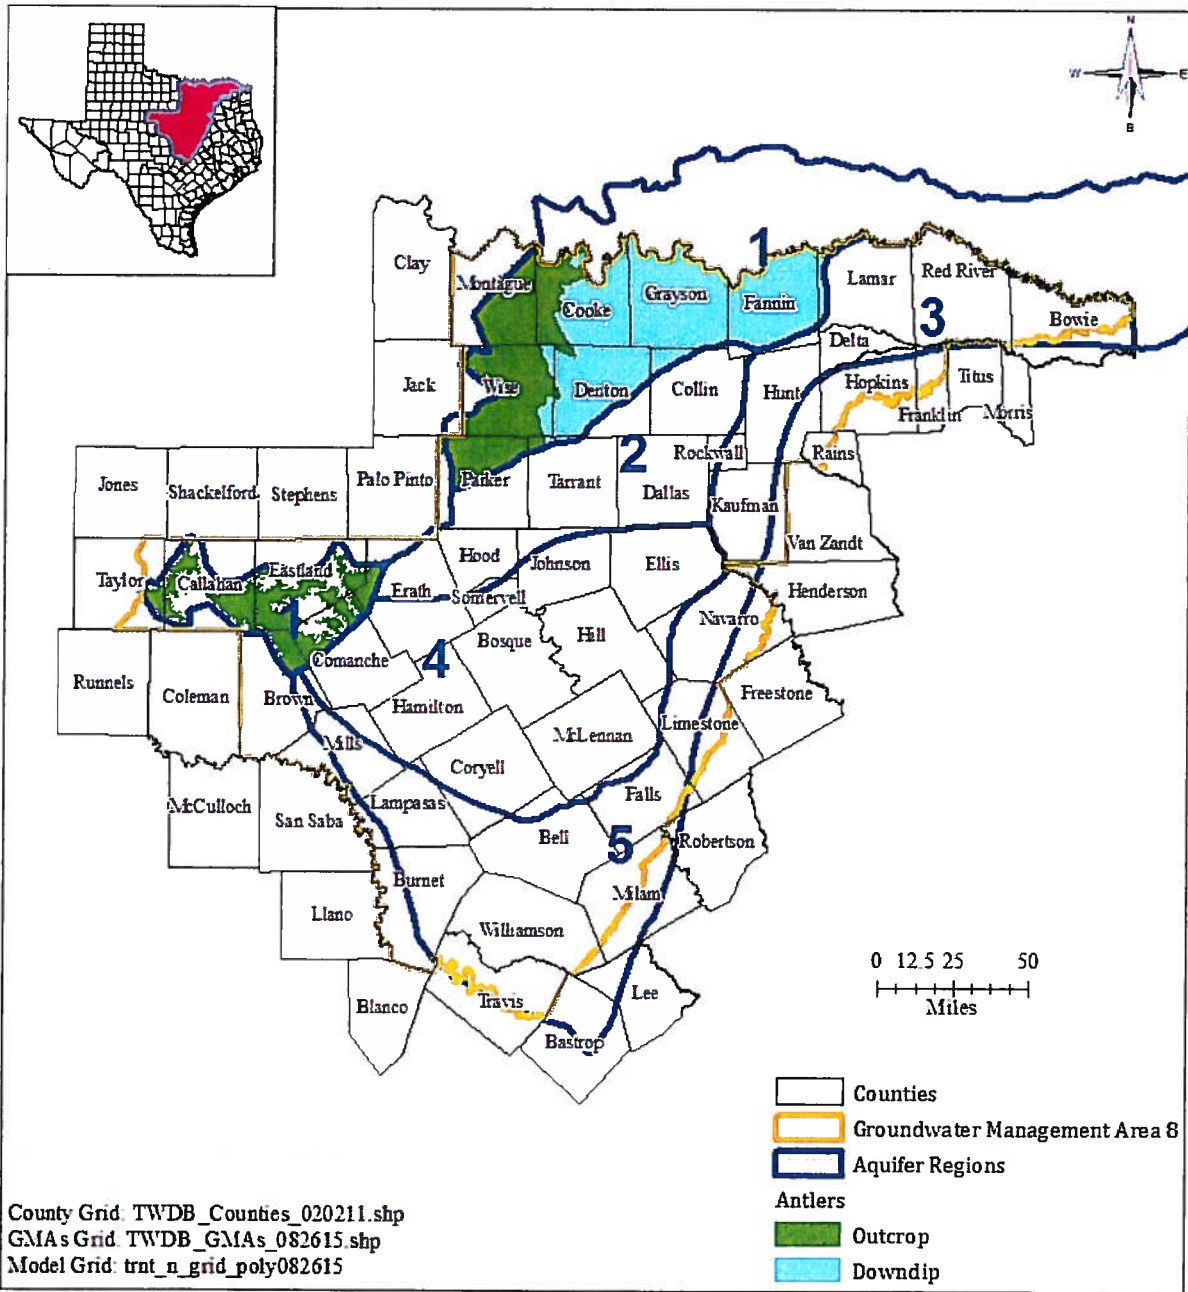 N
W E
B
1
Clay
Montague
Cooke
Grayson
Fannin
Lamar
Red River
3
Bowie
Delta
Jack
Wise
Denton
Collin
Hunt
Hopkins
Titus
Franklin
Morris
2
Rockwall
Rains
Jones
Shackelford
Stephens
Palo Pinto
Parker
Tarrant
Dallas
Kaufman
Van Zandt
Taylor
Callahan
Eastland
Erath
Hood
Johnson
Ellis
Somervell
Henderson
1
Navarro
Runnels
Coleman
Brown
Comanche
4
Bosque
Hill
Freestone
Hamilton
Limestone
Mills
McLennan
Coryell
McCulloch
San Saba
Lampasas
Falls
Bell
5
Robertson
Burnet
Milam
Llano
Williamson
Blanco
Travis
Lee
Bastrop
0 12.5 25 50
Miles
Counties
Groundwater Management Area 8
Aquifer Regions
Antlers
Outcrop
Downdip
County Grid: TWDB_Counties_020211.shp
GMAs Grid: TWDB_GMAs_082615.shp
Model Grid: trnt_n_grid_poly082615